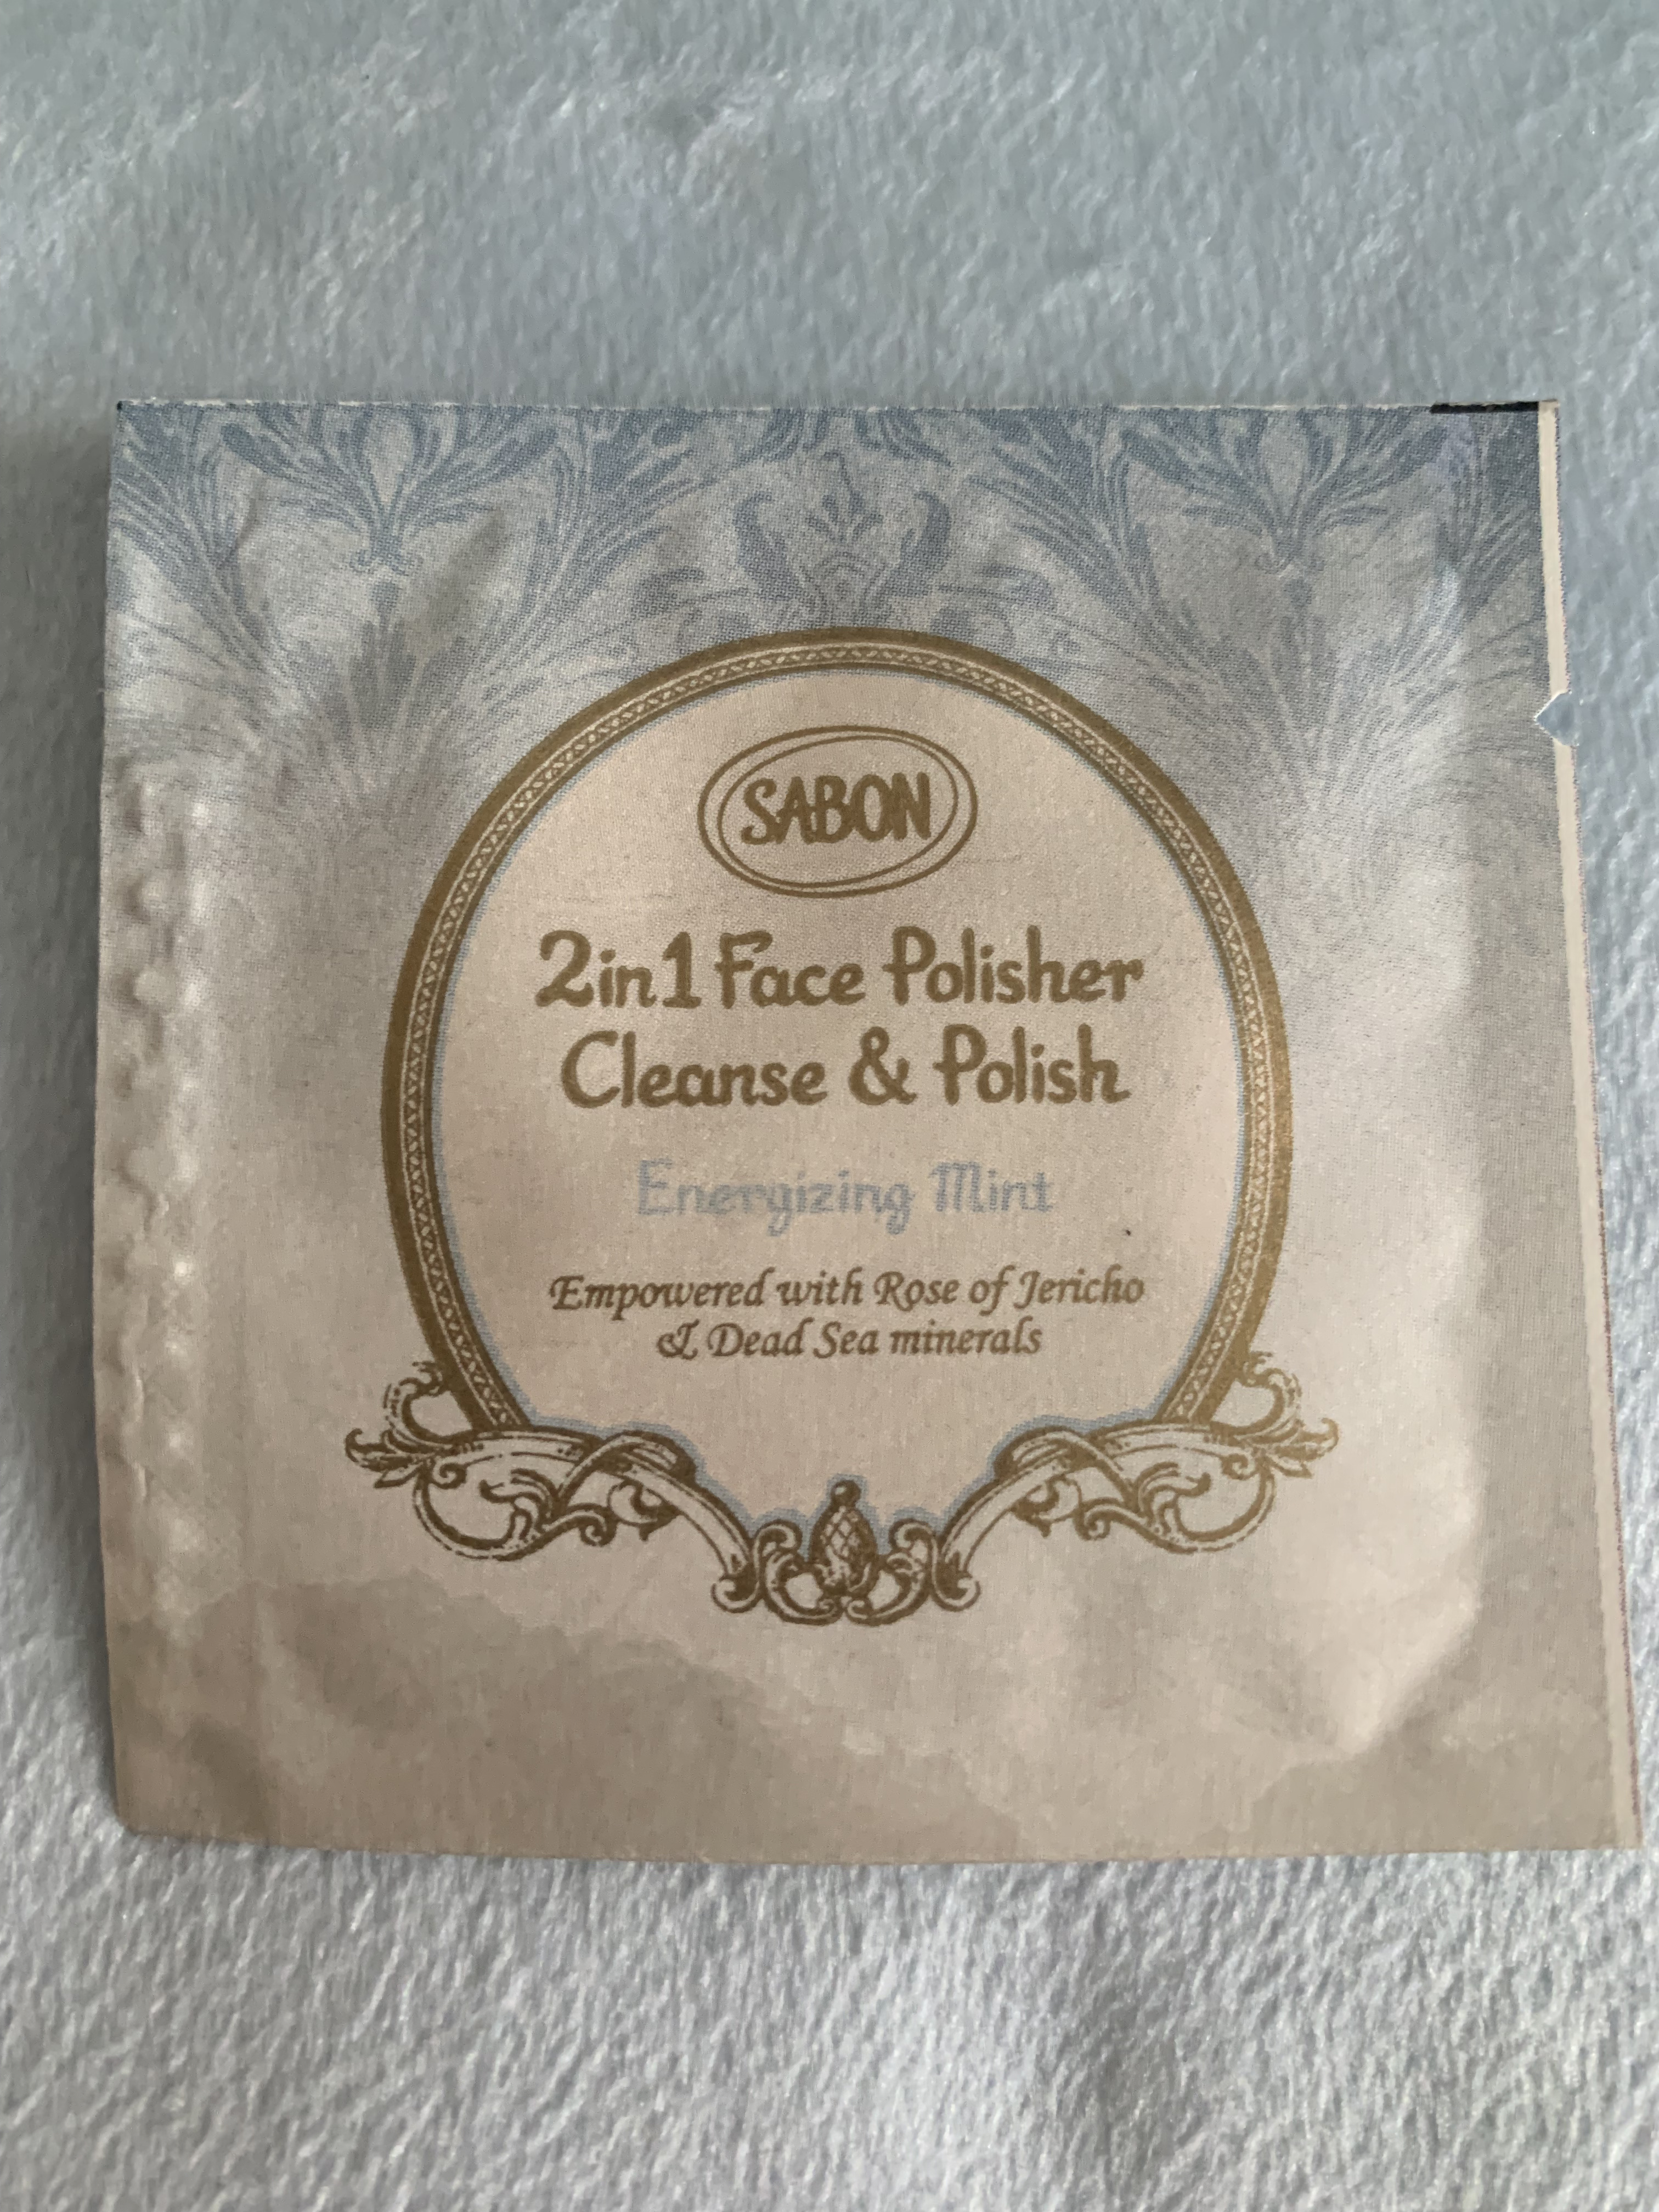 SABON
2in1 Face Polisher
Cleanse & Polish
Energizing Mint
Empowered with Rose of Jericho
& Dead Sea minerals